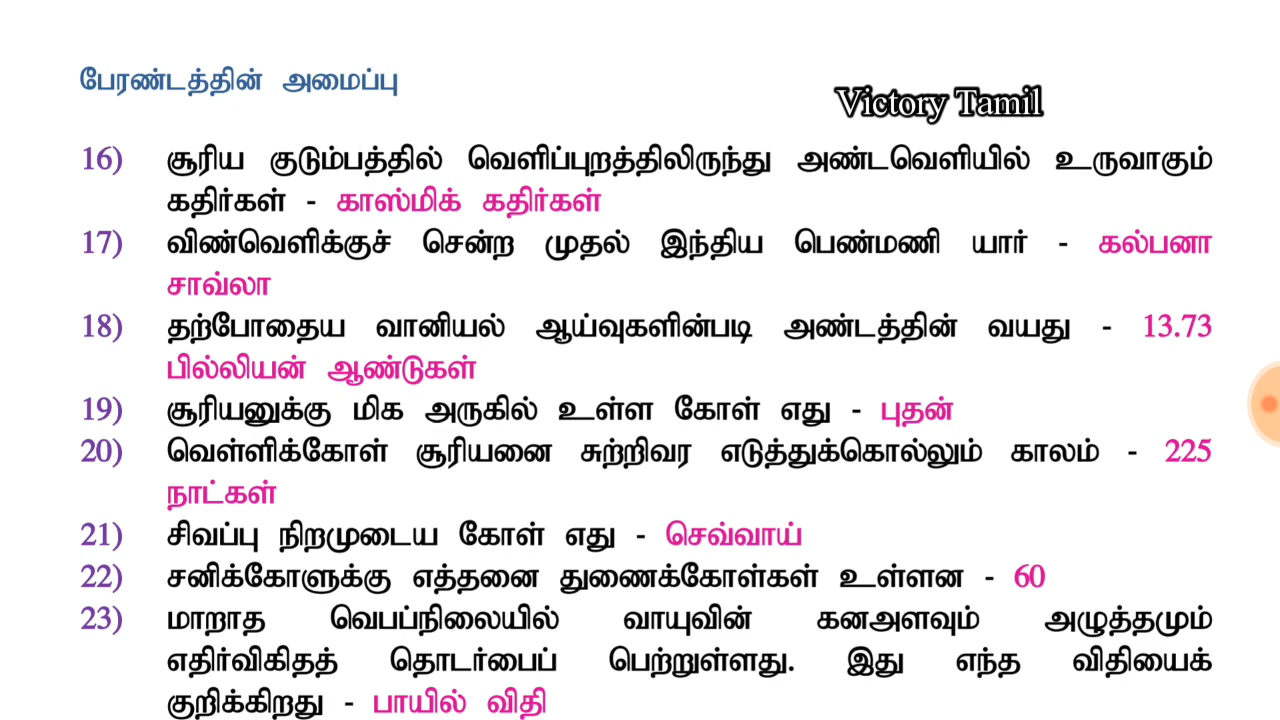 பேரண்டத்தின் அமைப்பு
Victory Tamil
16) சூரிய குடும்பத்தில் வெளிப்புறத்திலிருந்து அண்டவெளியில் உருவாகும்
கதிர்கள் - காஸ்மிக் கதிர்கள்
17) விண்வெளிக்குச் சென்ற முதல் இந்திய பெண்மணி யார் - கல்பனா
சாவ்லா
18) தற்போதைய வானியல் ஆய்வுகளின்படி அண்டத்தின் வயது - 13.73
பில்லியன் ஆண்டுகள்
19) சூரியனுக்கு மிக அருகில் உள்ள கோள் எது - புதன்
20) வெள்ளிக்கோள் சூரியனை சுற்றிவர எடுத்துக்கொல்லும் காலம் - 225
நாட்கள்
21) சிவப்பு நிறமுடைய கோள் எது - செவ்வாய்
22) சனிக்கோளுக்கு எத்தனை துணைக்கோள்கள் உள்ளன - 60
23) மாறாத வெபப்நிலையில் வாயுவின் கனஅளவும் அழுத்தமும்
எதிர்விகிதத் தொடர்பைப் பெற்றுள்ளது. இது எந்த விதியைக்
குறிக்கிறது - பாயில் விதி